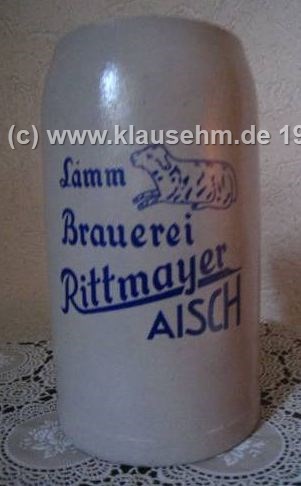 (c) www.klausehm.de 19
Lamm
Brauerei
Rittmayer
AISCH